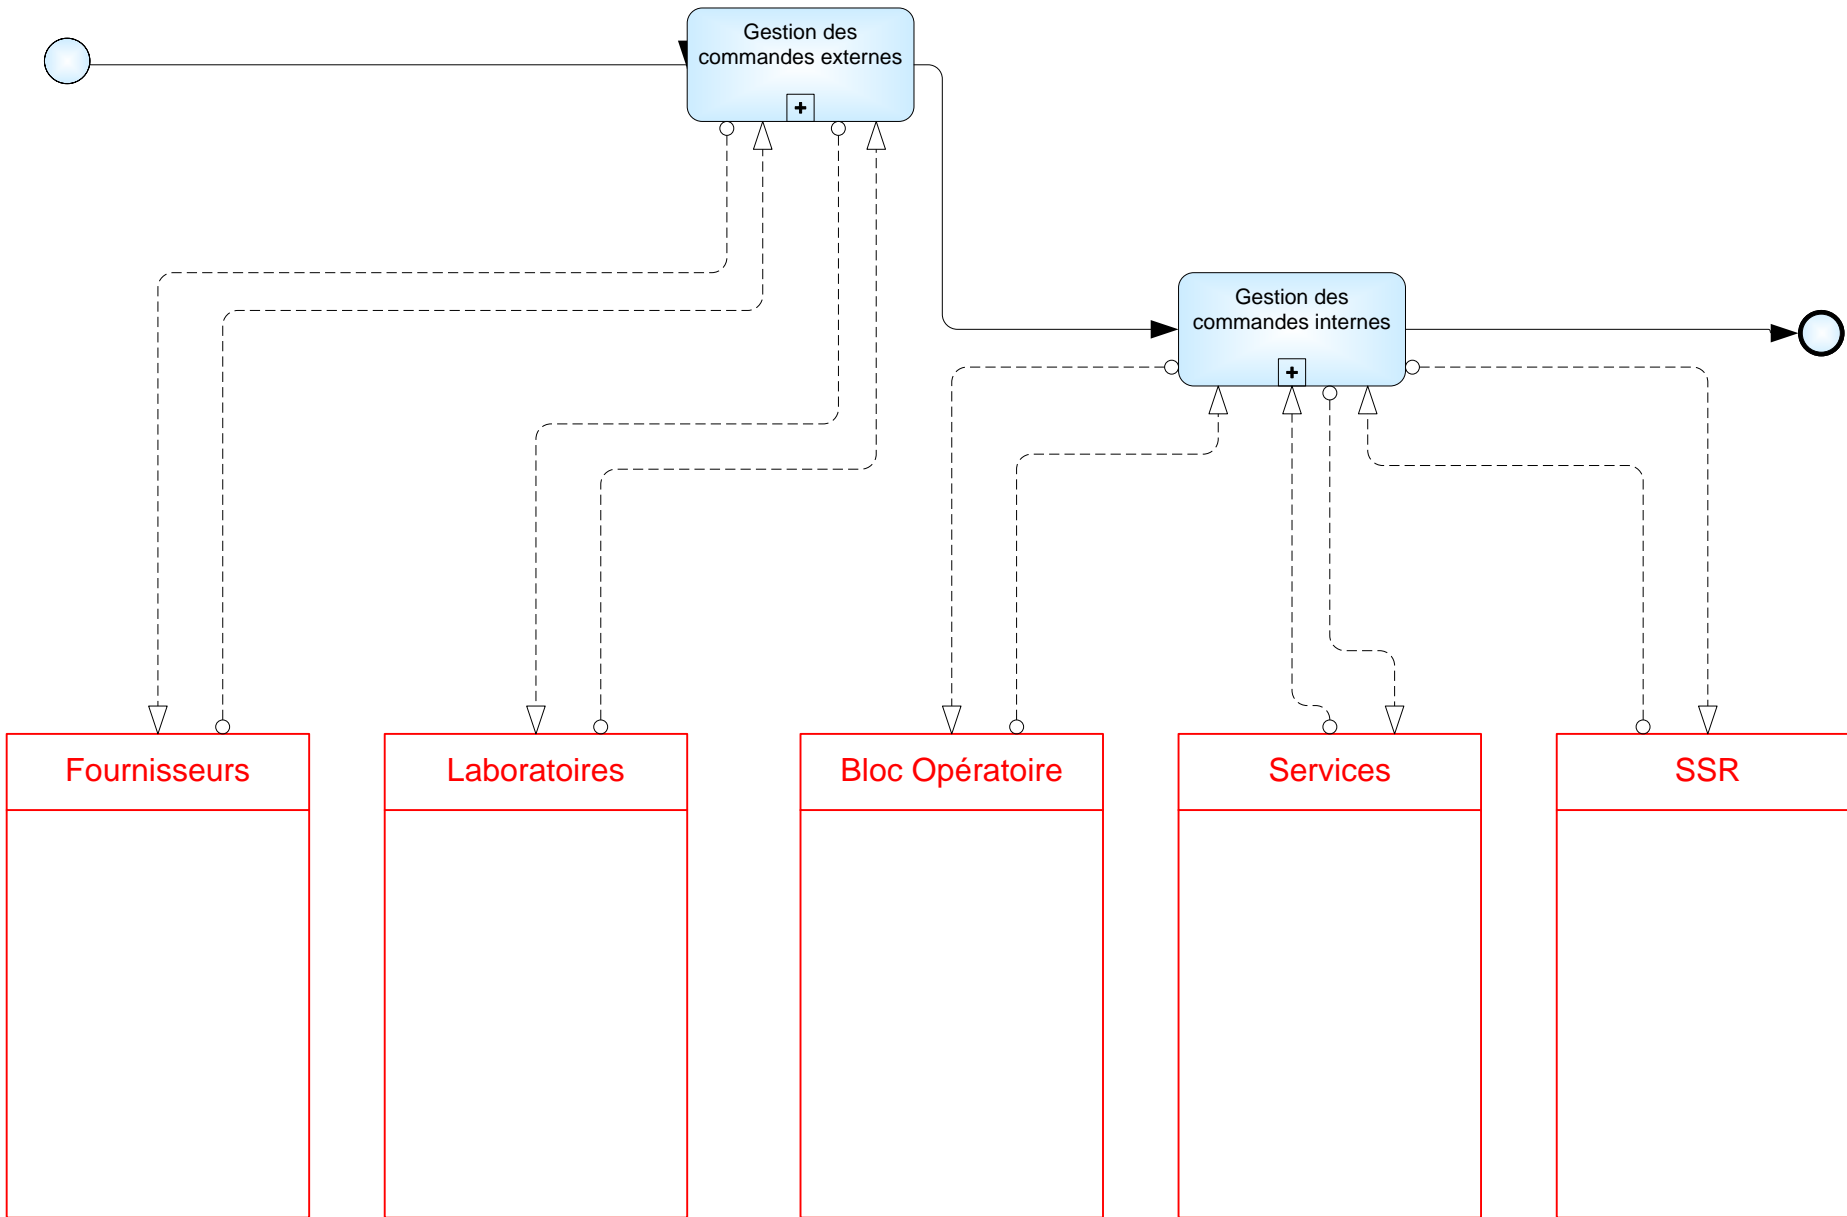 Gestion des
commandes externes
Gestion des
commandes internes
Fournisseurs
Laboratoires
Bloc Opératoire
Services
SSR